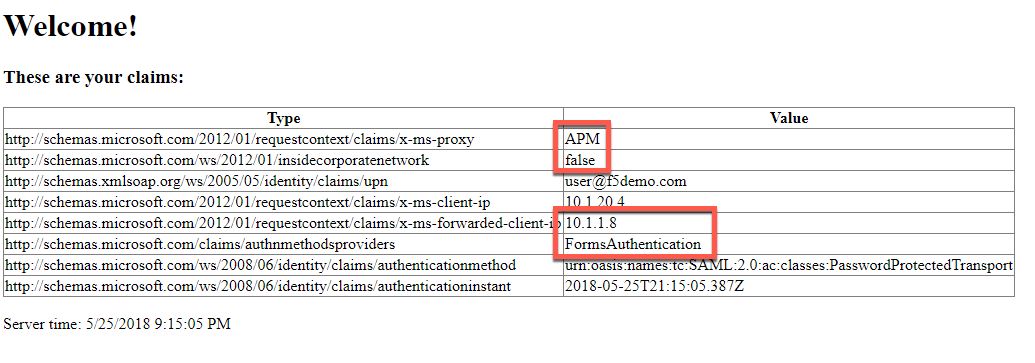 Welcome!
These are your claims:
Type Value
http://schemas.microsoft.com/2012/01/requestcontext/claims/x-ms-proxy APM
http://schemas.microsoft.com/ws/2012/01/insidecorporatenetwork false
http://schemas.xmlsoap.org/ws/2005/05/identity/claims/upn user@f5demo.com
http://schemas.microsoft.com/2012/01/requestcontext/claims/x-ms-client-ip 10.1.20.4
http://schemas.microsoft.com/2012/01/requestcontext/claims/x-ms-forwarded-client-ip 10.1.1.8
http://schemas.microsoft.com/claims/authnmethodsproviders FormsAuthentication
http://schemas.microsoft.com/ws/2008/06/identity/claims/authenticationmethod urn:oasis:names:tc:SAML:2.0:ac:classes:PasswordProtectedTransport
http://schemas.microsoft.com/ws/2008/06/identity/claims/authenticationinstant 2018-05-25T21:15:05.387Z
Server time: 5/25/2018 9:15:05 PM